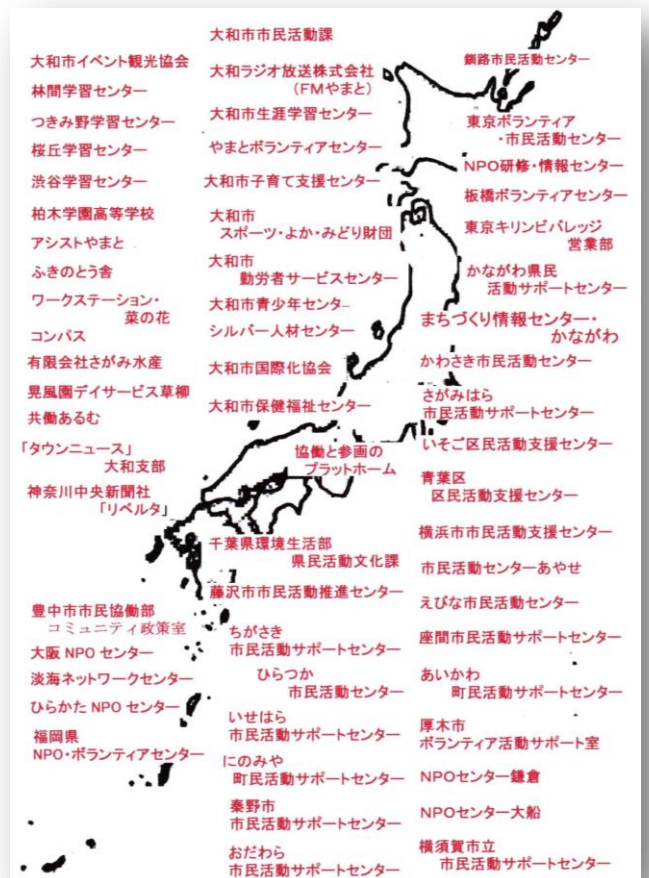 大和市イベント観光協会
林間学習センター
つきみ野学習センター
桜丘学習センター
渋谷学習センター
柏木学園高等学校
アシストやまと
ふきのとう舎
ワークステーション・
菜の花
コンパス
有限会社さがみ水産
晃風園デイサービス草柳
共働あるむ
「タウンニュース」
大和支部
神奈川中央新聞社
「リベルタ」
豊中市市民協働部
コミュニティ政策室
大阪 NPO センター
淡海ネットワークセンター
ひらかた NPO センター
福岡県
NPO・ボランティアセンター
大和市市民活動課
大和ラジオ放送株式会社
(FMやまと)
大和市生涯学習センター
やまとボランティアセンター
大和市子育て支援センター
大和市
スポーツ・よか・みどり財団
大和市
勤労者サービスセンター
大和市青少年センター
シルバー人材センター
大和市国際化協会
大和市保健福祉センター
協働と参画の
プラットホーム
千葉県環境生活部
県民活動文化課
藤沢市市民活動推進センター
ちがさき
市民活動サポートセンター
ひらつか
市民活動センター
いせはら
市民活動サポートセンター
にのみや
町民活動サポートセンター
秦野市
市民活動サポートセンター
おだわら
市民活動サポートセンター
釧路市民活動センター
東京ボランティア
・市民活動センター
NPO研修・情報センター
板橋ボランティアセンター
東京キリンビバレッジ
営業部
かながわ県民
活動サポートセンター
まちづくり情報センター・
かながわ
かわさき市民活動センター
さがみはら
市民活動サポートセンター
いそご区民活動支援センター
青葉区
区民活動支援センター
横浜市市民活動支援センター
市民活動センターあやせ
えびな市民活動センター
座間市民活動サポートセンター
あいかわ
町民活動サポートセンター
厚木市
ボランティア活動サポート室
NPOセンター鎌倉
NPOセンター大船
横須賀市立
市民活動サポートセンター